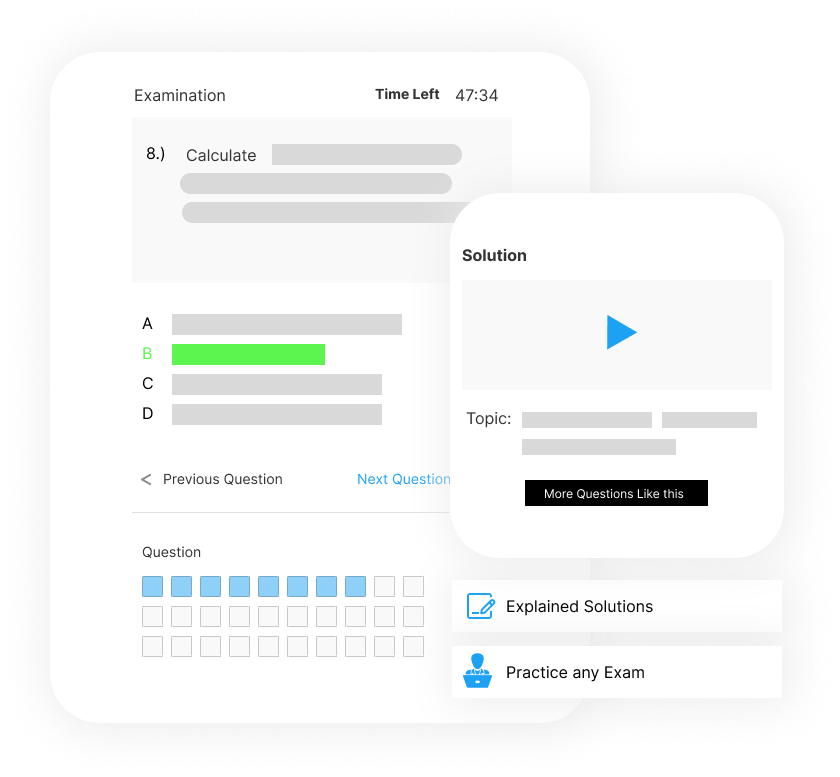 Examination Time Left 47:34
8.) Calculate
A
B
C
D
< Previous Question Next Question
Question
Solution
Topic:
More Questions Like this
Explained Solutions
Practice any Exam